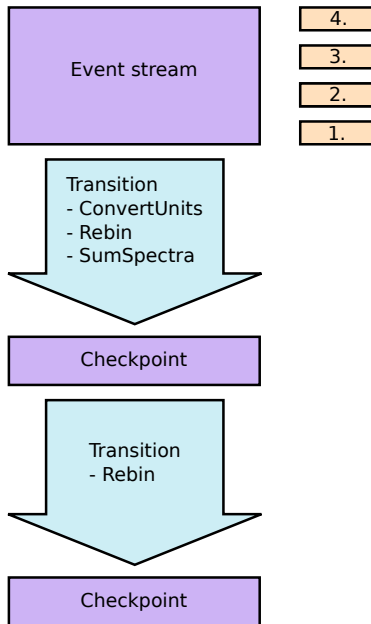 Event stream
4.
3.
2.
1.
Transition
- ConvertUnits
- Rebin
- SumSpectra
Checkpoint
Transition
- Rebin
Checkpoint